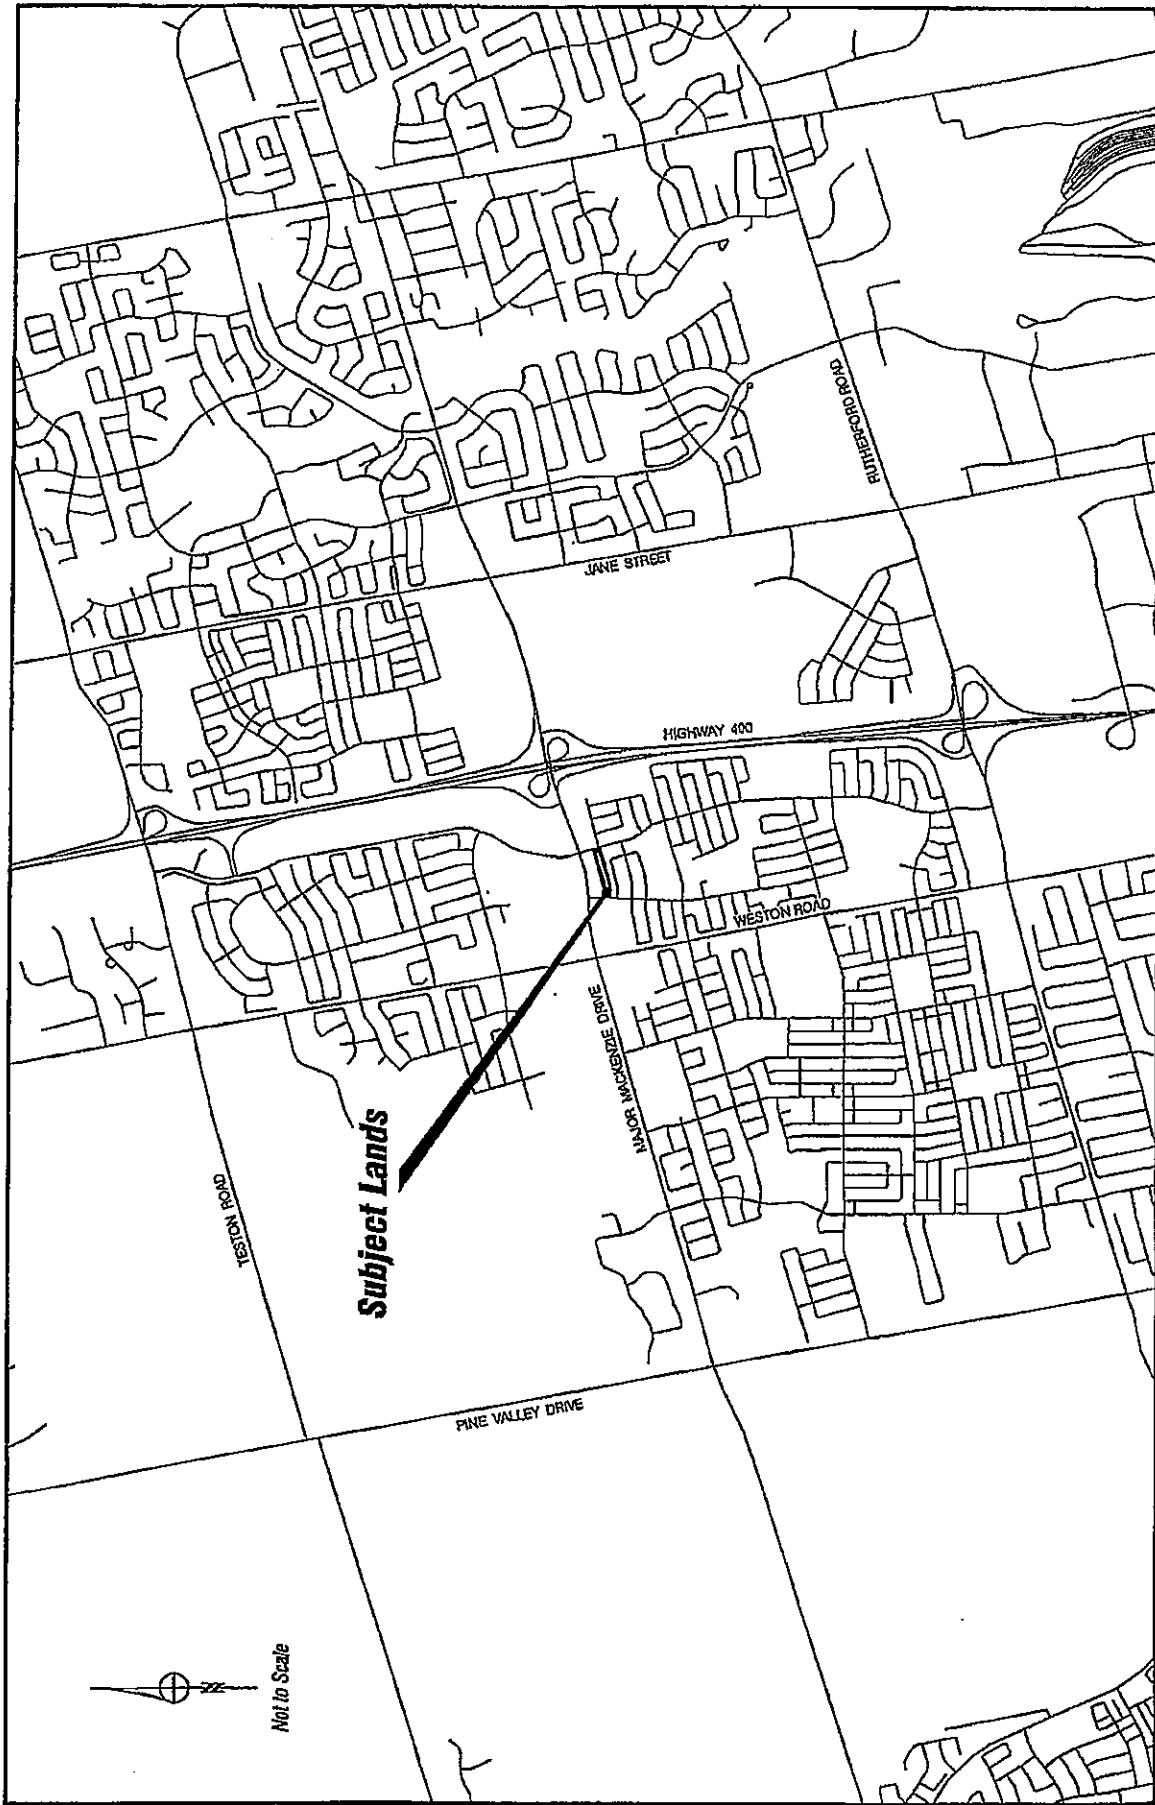 RUTHERFORD ROAD
JANE STREET
HIGHWAY 400
WESTON ROAD
MAJOR MACKENZIE DRIVE
Subject Lands
TESTON ROAD
PINE VALLEY DRIVE
Not to Scale